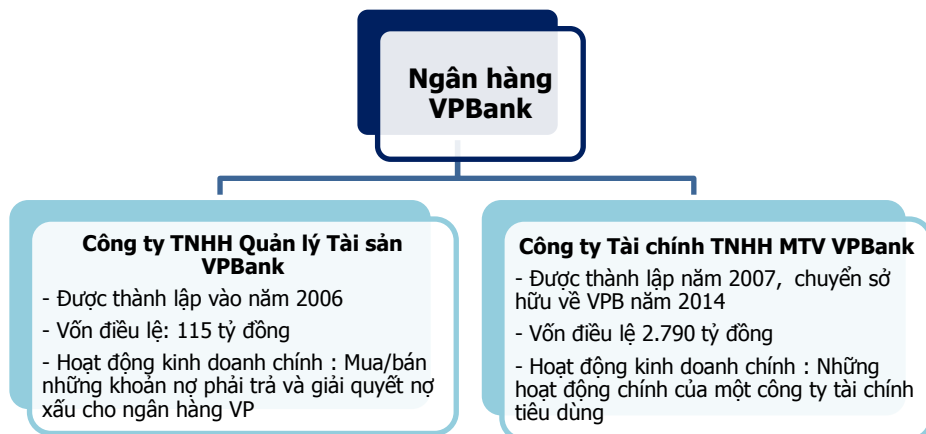 Ngân hàng
VPBank
Công ty TNHH Quản lý Tài sản
VPBank
- Được thành lập vào năm 2006
- Vốn điều lệ: 115 tỷ đồng
- Hoạt động kinh doanh chính : Mua/bán
những khoản nợ phải trả và giải quyết nợ
xấu cho ngân hàng VP
Công ty Tài chính TNHH MTV VPBank
- Được thành lập năm 2007, chuyển sở
hữu về VPB năm 2014
- Vốn điều lệ 2.790 tỷ đồng
- Hoạt động kinh doanh chính : Những
hoạt động chính của một công ty tài chính
tiêu dùng